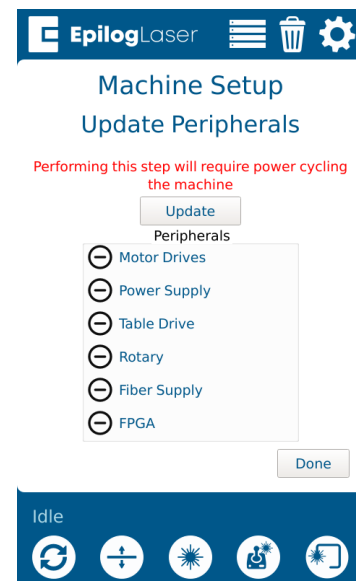 EpilogLaser
Machine Setup
Update Peripherals
Performing this step will require power cycling
the machine
Update
Peripherals
Motor Drives
Power Supply
Table Drive
Rotary
Fiber Supply
FPGA
Done
Idle